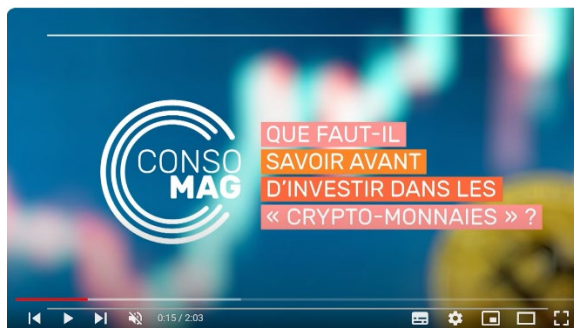 CONSO
MAG
QUE FAUT-IL
SAVOIR AVANT
D'INVESTIR DANS LES
« CRYPTO-MONNAIES » ?
0:15 / 2:03